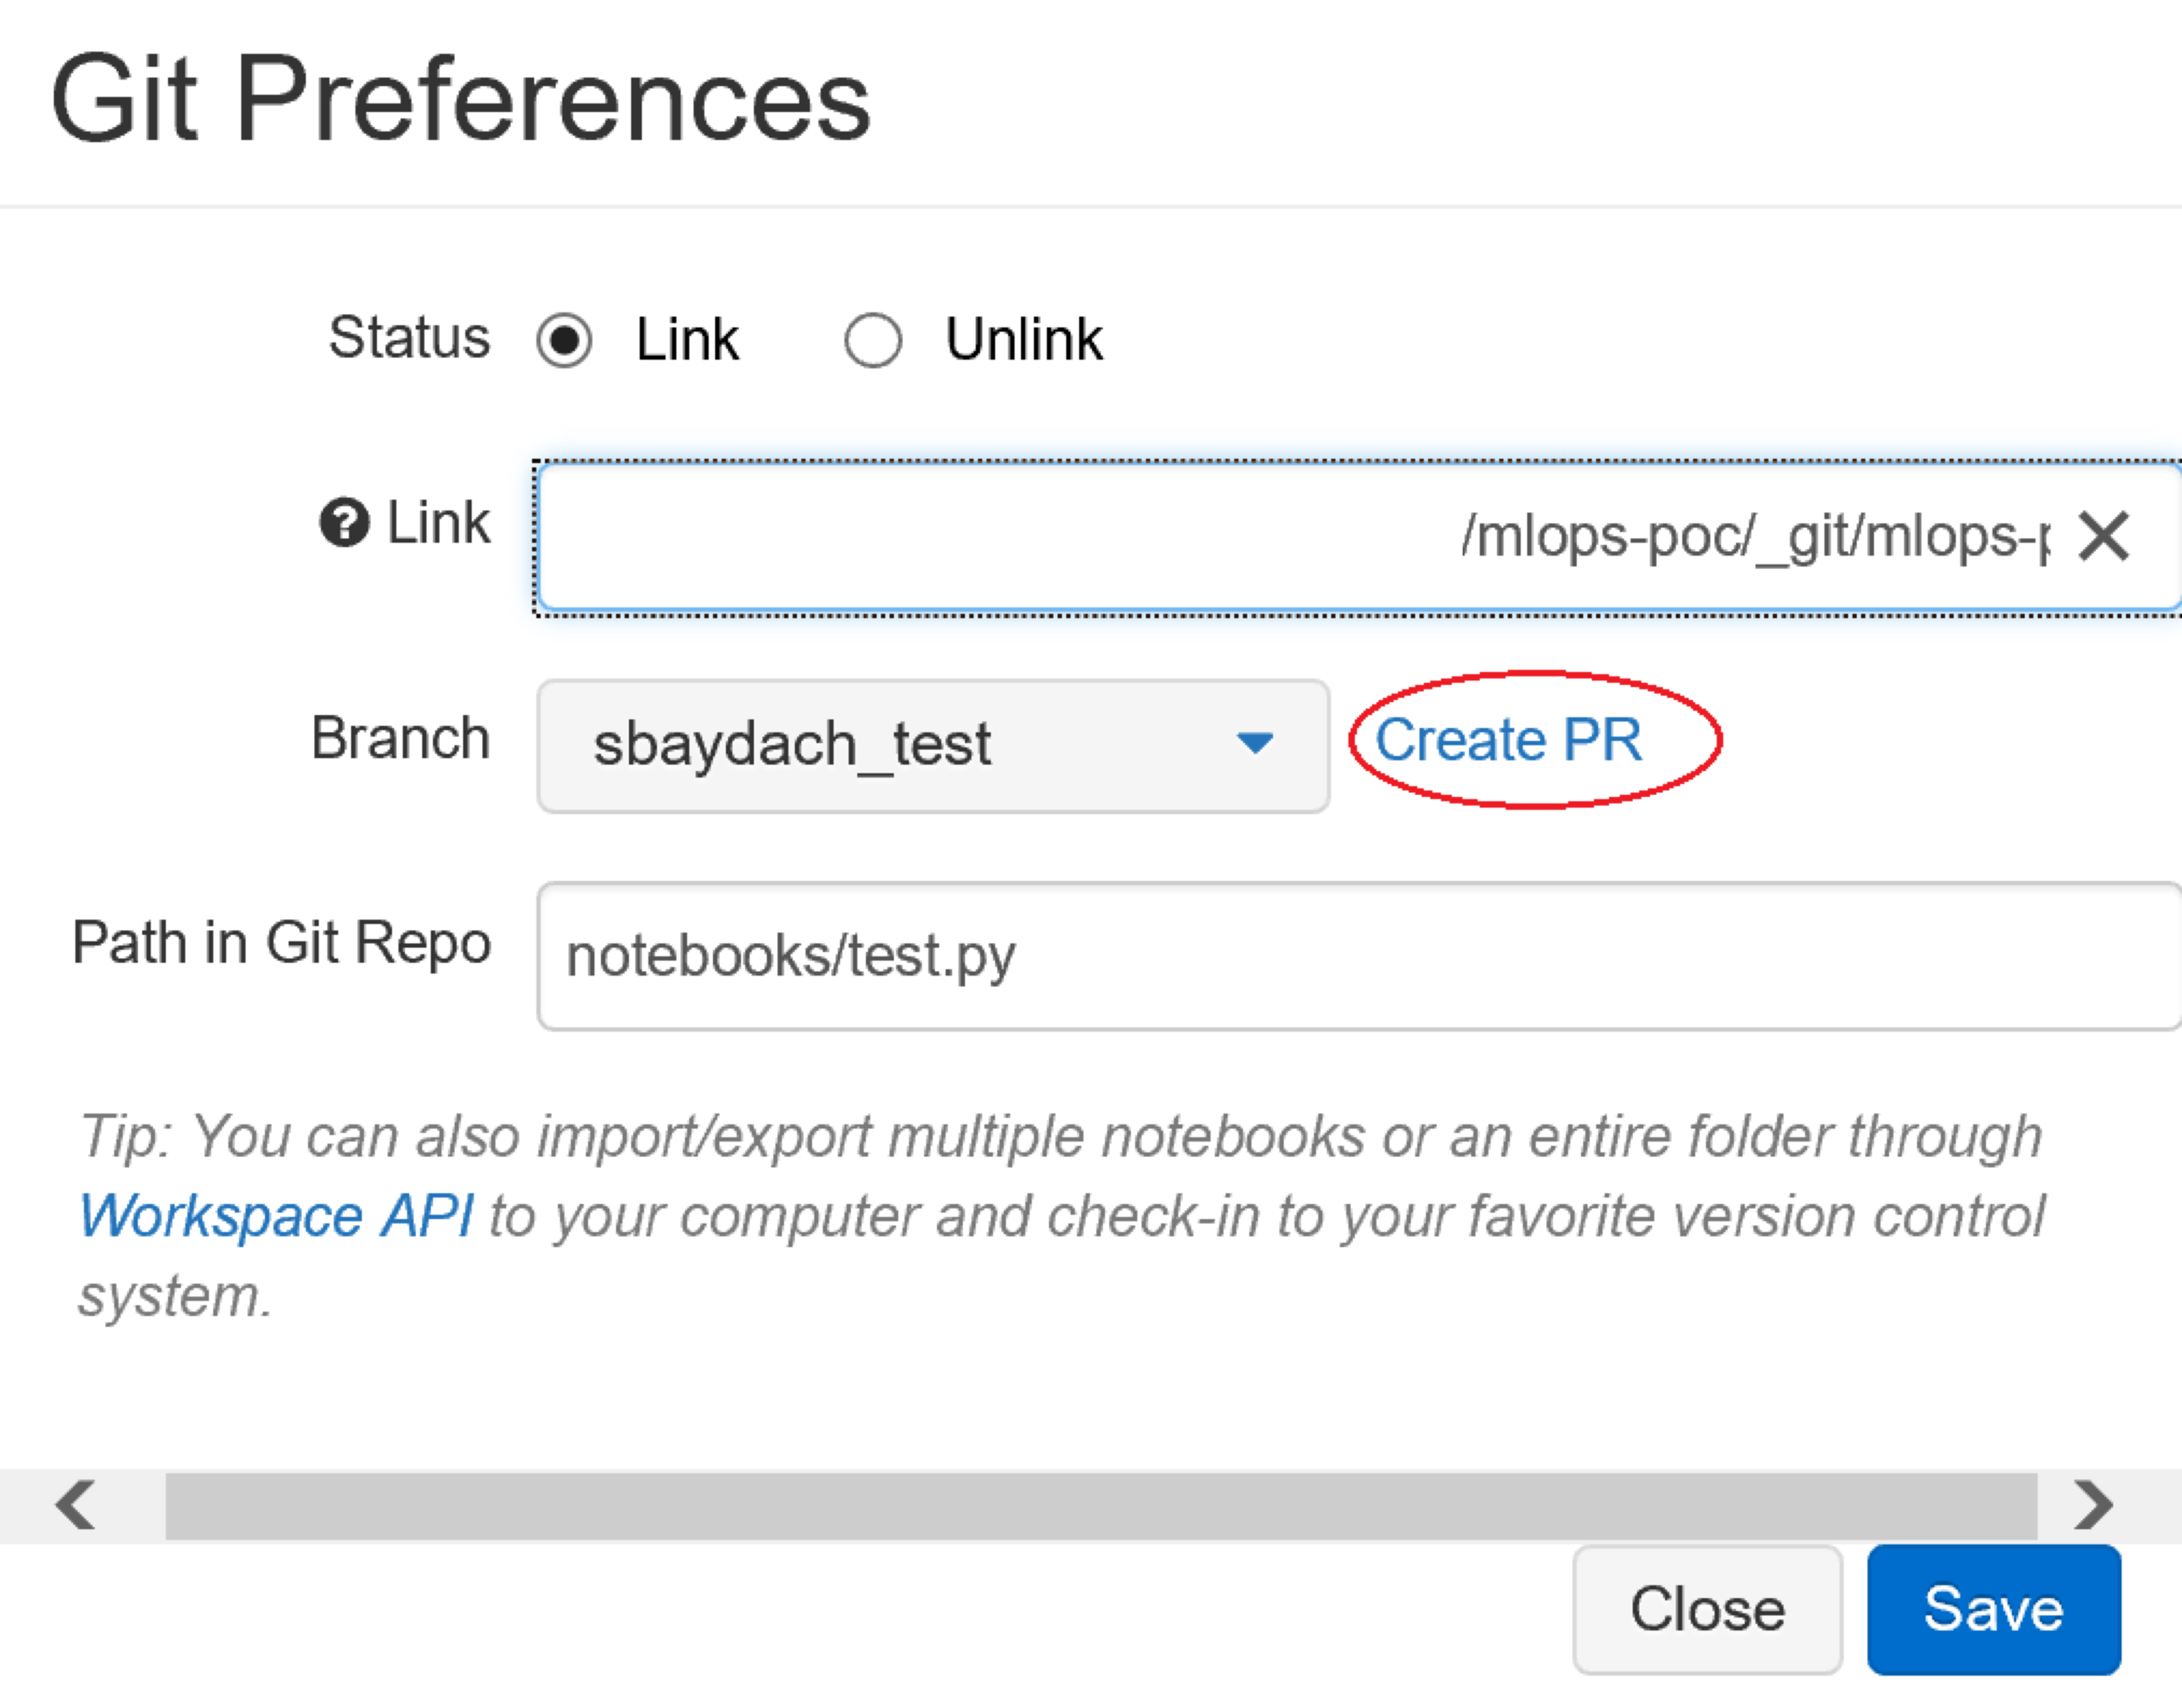 Git Preferences
Status Link Unlink
Link /mlops-poc/_git/mlops-
Branch sbaydach_test Create PR
Path in Git Repo notebooks/test.py
Tip: You can also import/export multiple notebooks or an entire folder through
Workspace API to your computer and check-in to your favorite version control
system.
Close Save